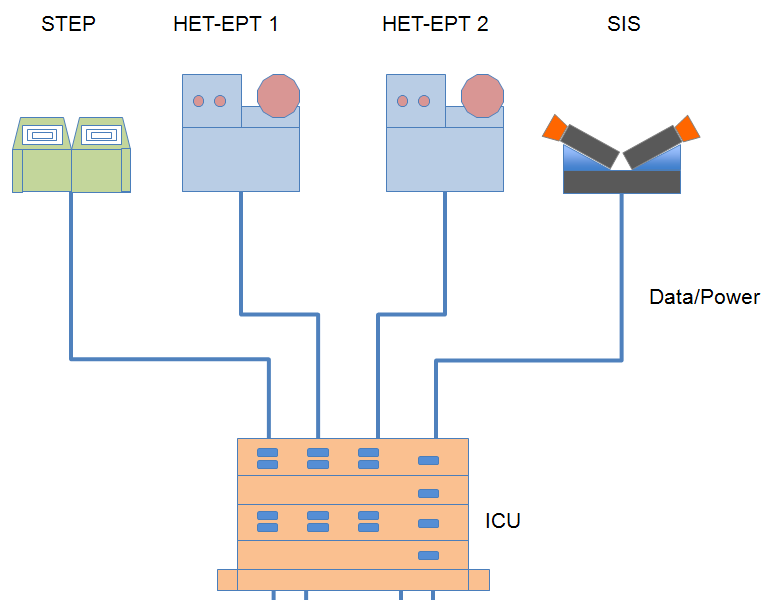 STEP
HET-EPT 1
HET-EPT 2
SIS
Data/Power
ICU